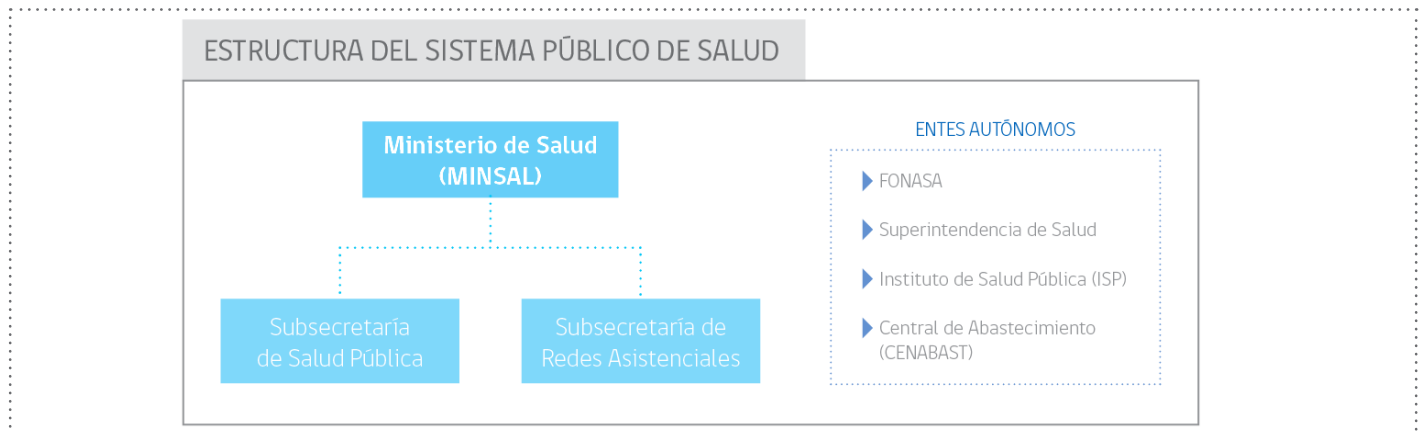 ESTRUCTURA DEL SISTEMA PÚBLICO DE SALUD
Ministerio de Salud
(MINSAL)
Subsecretaría
de Salud Pública
Subsecretaría de
Redes Asistenciales
ENTES AUTÓNOMOS
FONASA
Superintendencia de Salud
Instituto de Salud Pública (ISP)
Central de Abastecimiento
(CENABAST)